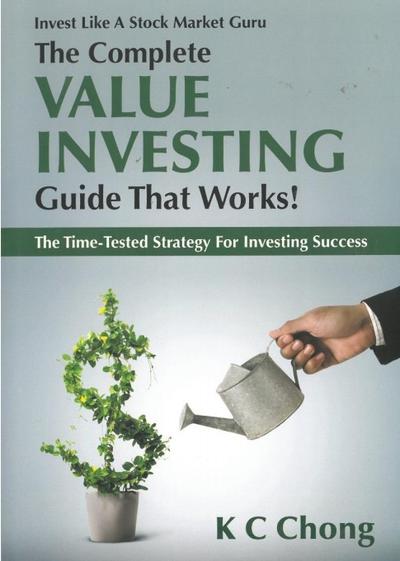 Invest Like A Stock Market Guru
The Complete
VALUE
INVESTING
Guide That Works!
The Time-Tested Strategy For Investing Success
K C Chong